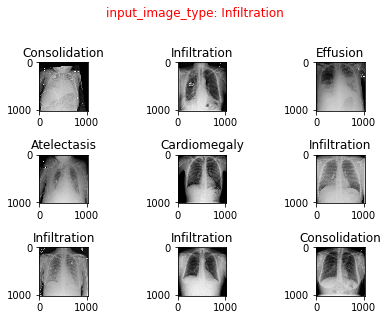 input_image_type: Infiltration
Consolidation Infiltration Effusion
0 0 0
1000 1000 1000
0 1000 0 1000 0 1000
Atelectasis Cardiomegaly Infiltration
0 0 0
1000 1000 1000
0 1000 0 1000 0 1000
Infiltration Infiltration Consolidation
0 0 0
1000 1000 1000
0 1000 0 1000 0 1000